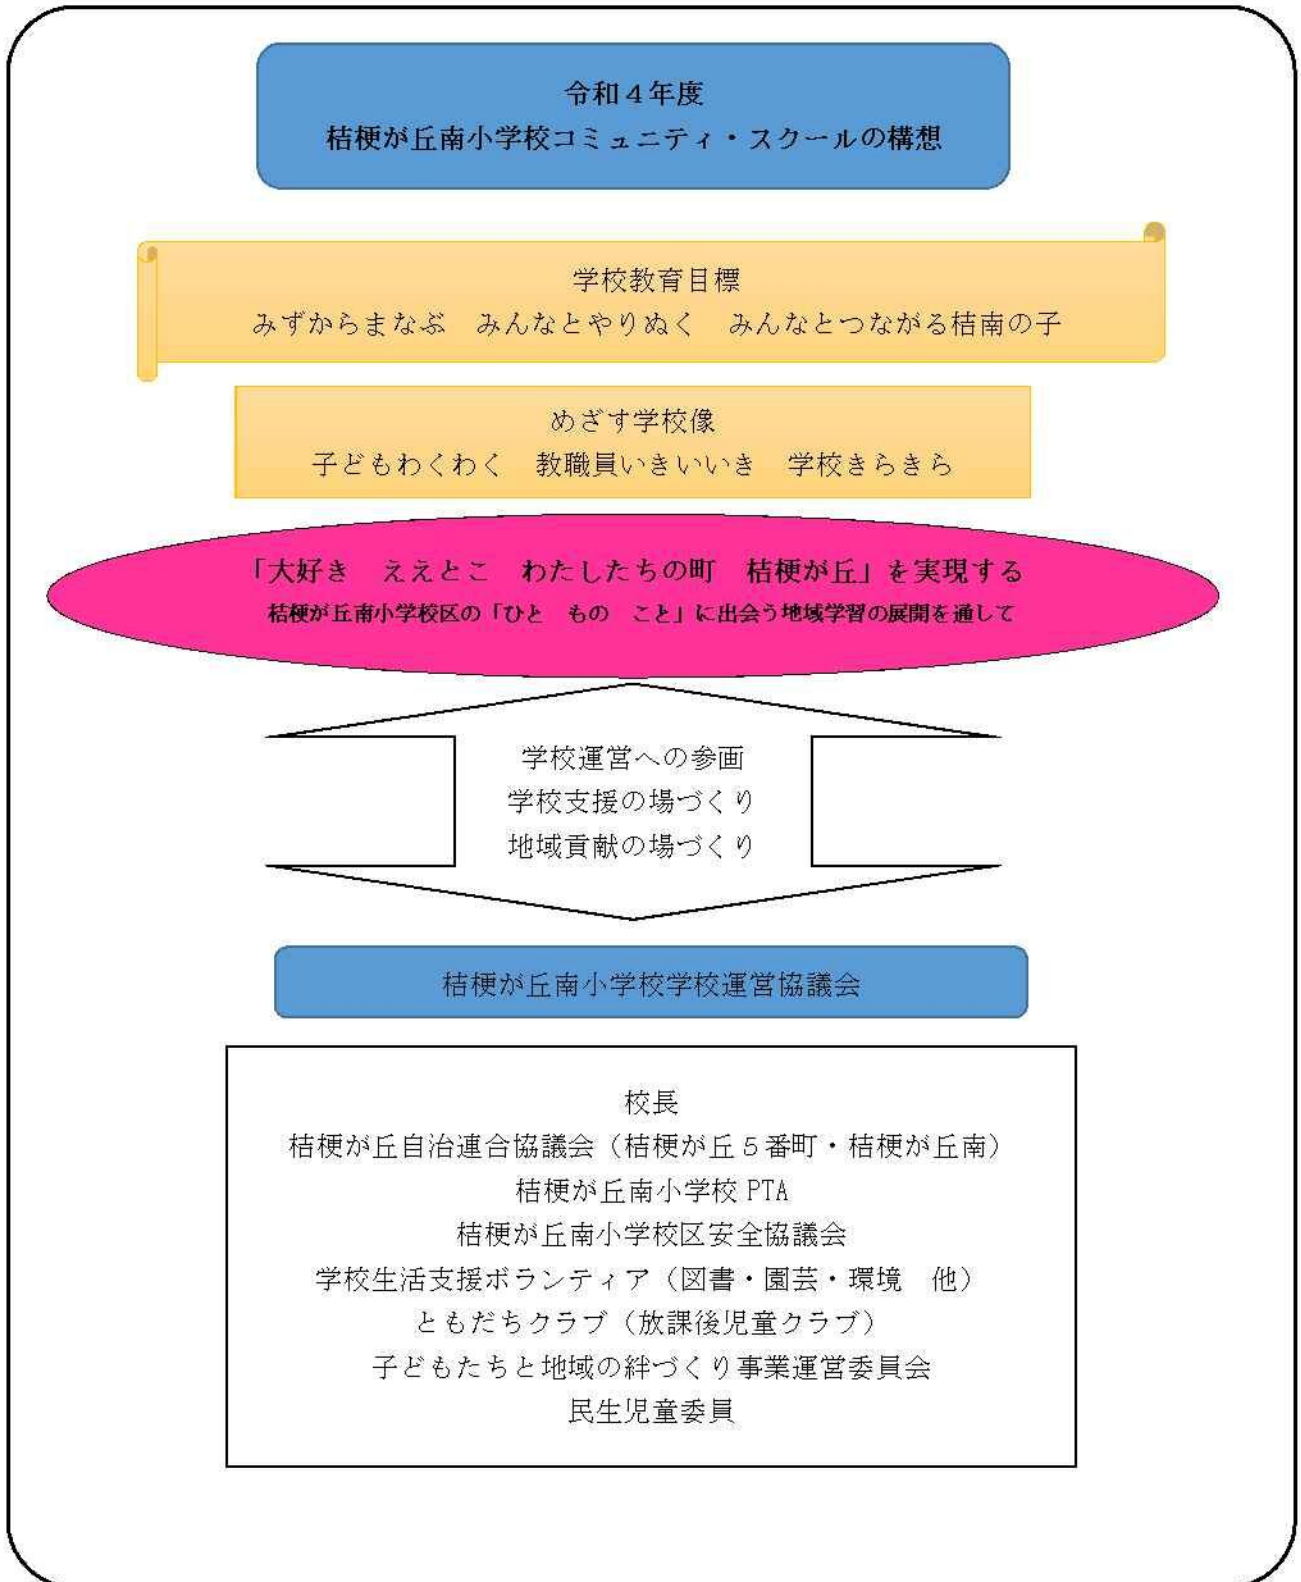 令和４年度
桔梗が丘南小学校コミュニティ・スクールの構想
学校教育目標
みずからまなぶ　みんなとやりぬく　みんなとつながる桔南の子
めざす学校像
子どもわくわく　教職員いきいいき　学校きらきら
「大好き　ええとこ　わたしたちの町　桔梗が丘」を実現する
桔梗が丘南小学校区の「ひと　もの　こと」に出会う地域学習の展開を通して
学校運営への参画
学校支援の場づくり
地域貢献の場づくり
桔梗が丘南小学校学校運営協議会
校長
桔梗が丘自治連合協議会（桔梗が丘５番町・桔梗が丘南）
桔梗が丘南小学校 PTA
桔梗が丘南小学校区安全協議会
学校生活支援ボランティア（図書・園芸・環境　他）
ともだちクラブ（放課後児童クラブ）
子どもたちと地域の絆づくり事業運営委員会
民生児童委員